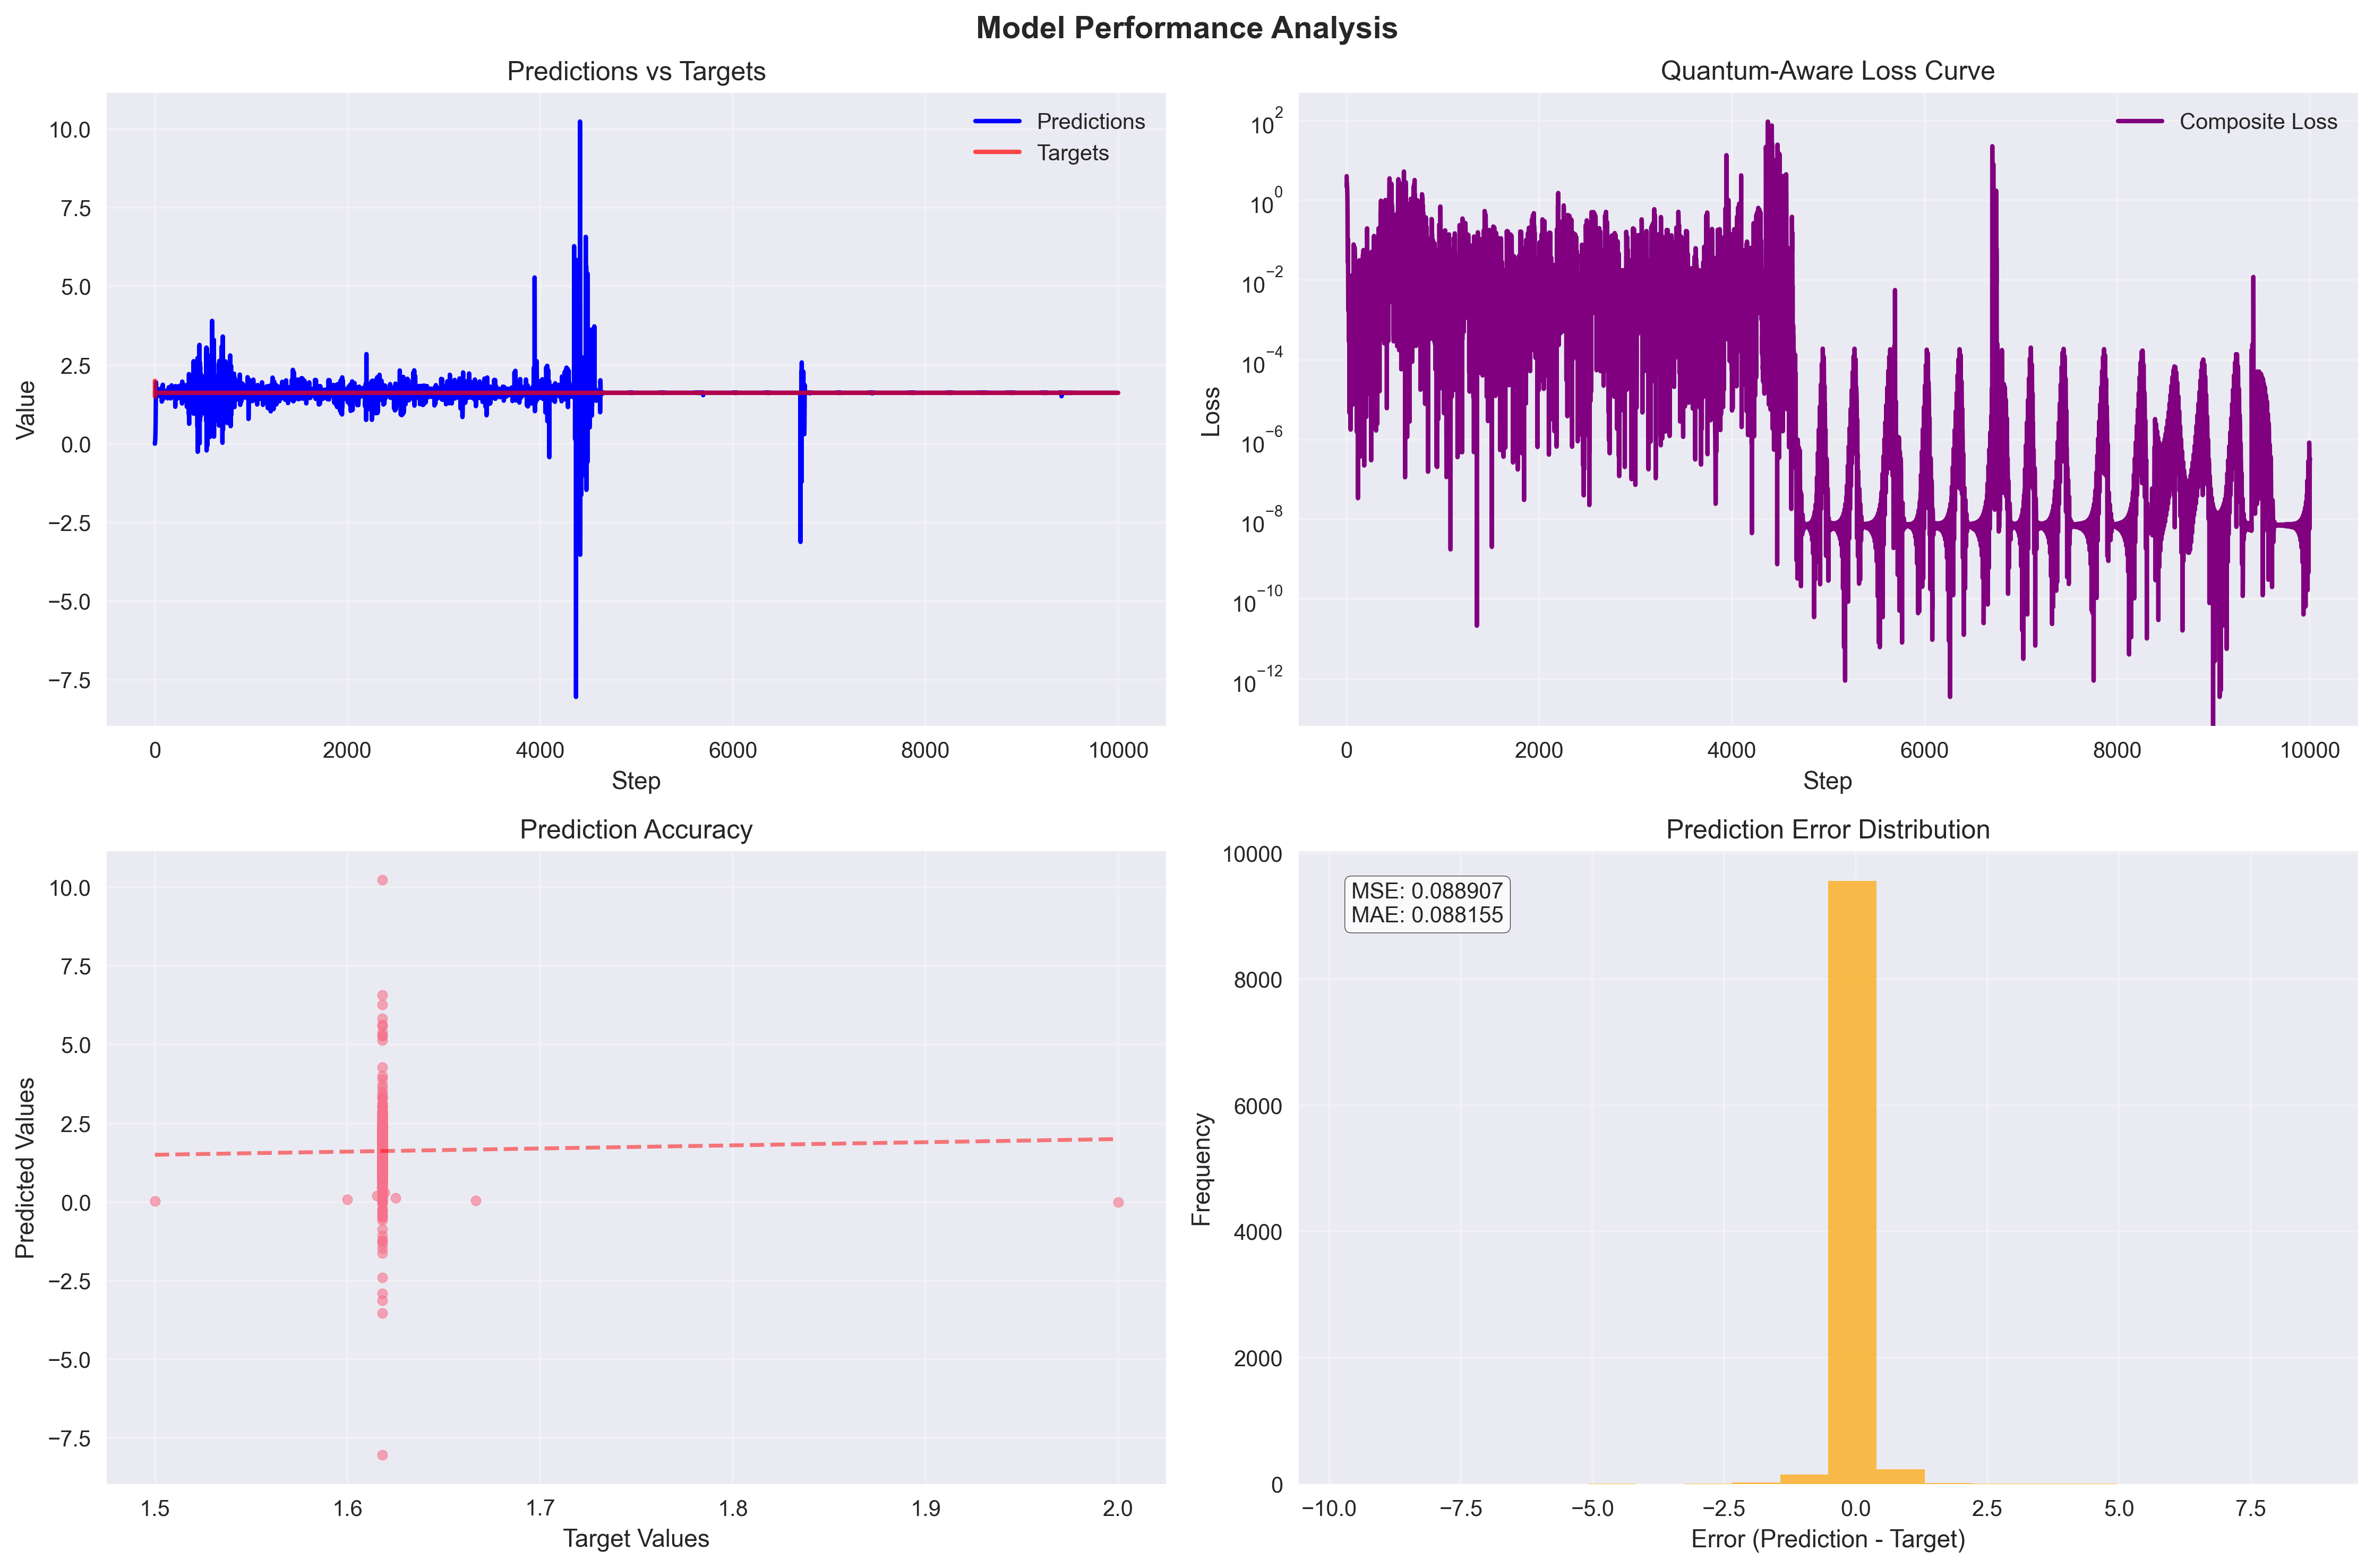 Model Performance Analysis
Predictions vs Targets
Predictions
Targets
10.0
7.5
5.0
2.5
0.0
−2.5
−5.0
−7.5
Value
0 2000 4000 6000 8000 10000
Step
Quantum-Aware Loss Curve
Composite Loss
10²
10⁰
10⁻²
10⁻⁴
10⁻⁶
10⁻⁸
10⁻¹⁰
10⁻¹²
Loss
0 2000 4000 6000 8000 10000
Step
Prediction Accuracy
10.0
7.5
5.0
2.5
0.0
−2.5
−5.0
−7.5
Predicted Values
1.5 1.6 1.7 1.8 1.9 2.0
Target Values
Prediction Error Distribution
MSE: 0.088907
MAE: 0.088155
10000
8000
6000
4000
2000
0
Frequency
−10.0 −7.5 −5.0 −2.5 0.0 2.5 5.0 7.5
Error (Prediction - Target)